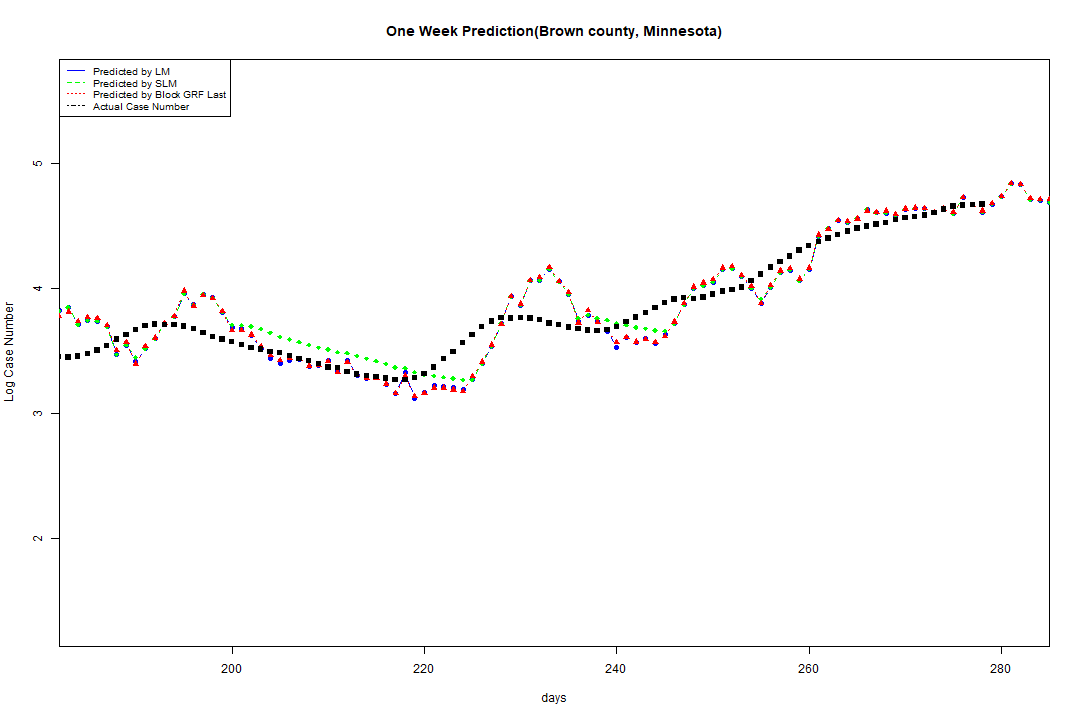 One Week Prediction(Brown county, Minnesota)
Predicted by LM
Predicted by SLM
Predicted by Block GRF Last
Actual Case Number
5
4
3
2
Log Case Number
200 220 240 260 280
days